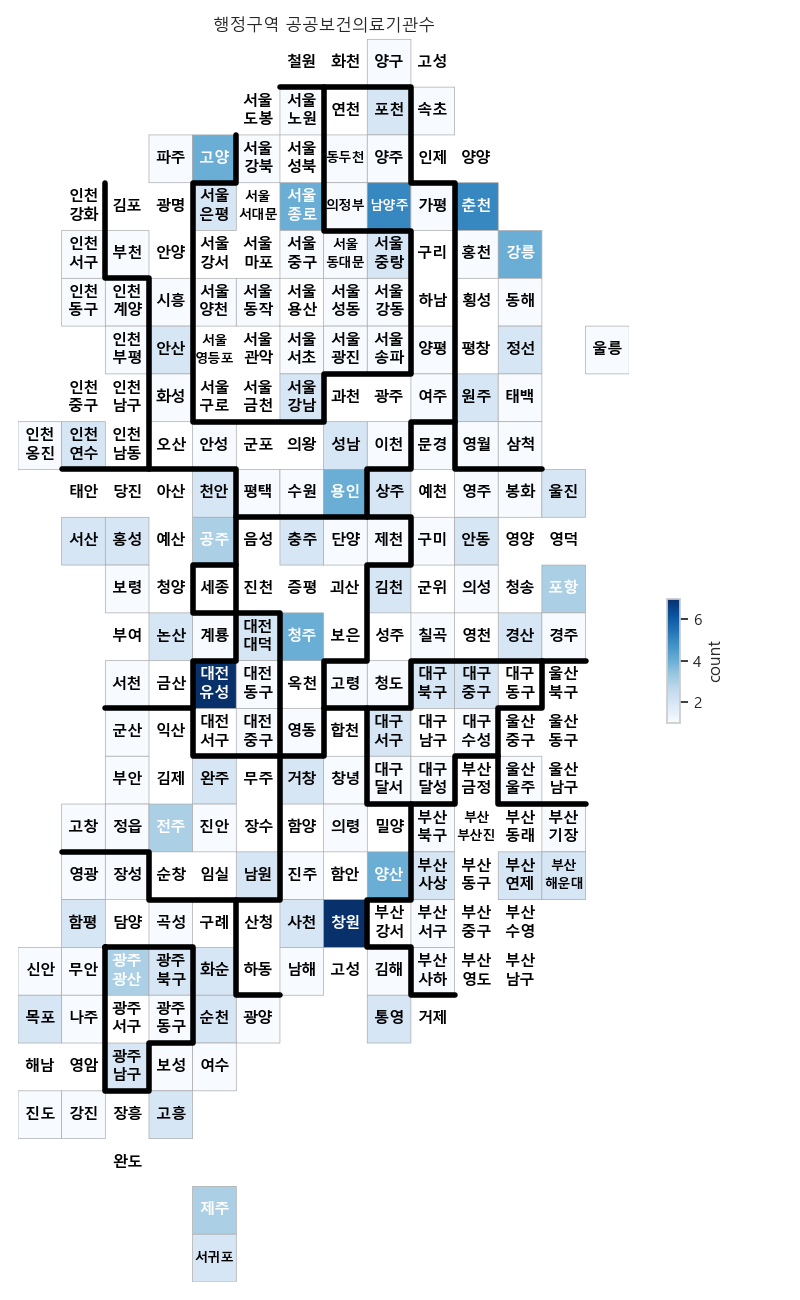 행정구역 공공보건의료기관수
철원 화천 양구 고성
서울 도봉 서울 노원 연천 포천 속초
파주 고양 서울 강북 서울 성북 동두천 양주 인제 양양
인천 강화 김포 광명 서울 은평 서울 서대문 서울 종로 의정부 남양주 가평 춘천
인천 서구 부천 안양 서울 강서 서울 마포 서울 중구 서울 동대문 서울 중랑 구리 홍천 강릉
인천 동구 인천 계양 시흥 서울 양천 서울 동작 서울 용산 서울 성동 서울 강동 하남 횡성 동해
인천 부평 안산 서울 영등포 서울 관악 서울 서초 서울 광진 서울 송파 양평 평창 정선 울릉
인천 중구 인천 남구 화성 서울 구로 서울 금천 서울 강남 과천 광주 여주 원주 태백
인천 옹진 인천 연수 인천 남동 오산 안성 군포 의왕 성남 이천 문경 영월 삼척
태안 당진 아산 천안 평택 수원 용인 상주 예천 영주 봉화 울진
서산 홍성 예산 공주 음성 충주 단양 제천 구미 안동 영양 영덕
보령 청양 세종 진천 증평 괴산 김천 군위 의성 청송 포항
부여 논산 계룡 대전 대덕 청주 보은 성주 칠곡 영천 경산 경주
서천 금산 대전 유성 대전 동구 옥천 고령 청도 대구 북구 대구 중구 대구 동구 울산 북구
군산 익산 대전 서구 대전 중구 영동 합천 대구 서구 대구 남구 대구 수성 울산 중구 울산 동구
부안 김제 완주 무주 거창 창녕 대구 달서 대구 달성 부산 금정 울산 울주 울산 남구
고창 정읍 전주 진안 장수 함양 의령 밀양 부산 북구 부산 부산진 부산 동래 부산 기장
영광 장성 순창 임실 남원 진주 함안 양산 부산 사상 부산 동구 부산 연제 부산 해운대
함평 담양 곡성 구례 산청 사천 창원 부산 강서 부산 서구 부산 중구 부산 수영
신안 무안 광주 광산 광주 북구 화순 하동 남해 고성 김해 부산 사하 부산 영도 부산 남구
목포 나주 광주 서구 광주 동구 순천 광양 통영 거제
해남 영암 광주 남구 보성 여수
진도 강진 장흥 고흥
완도
제주
서귀포
6
4
2
count